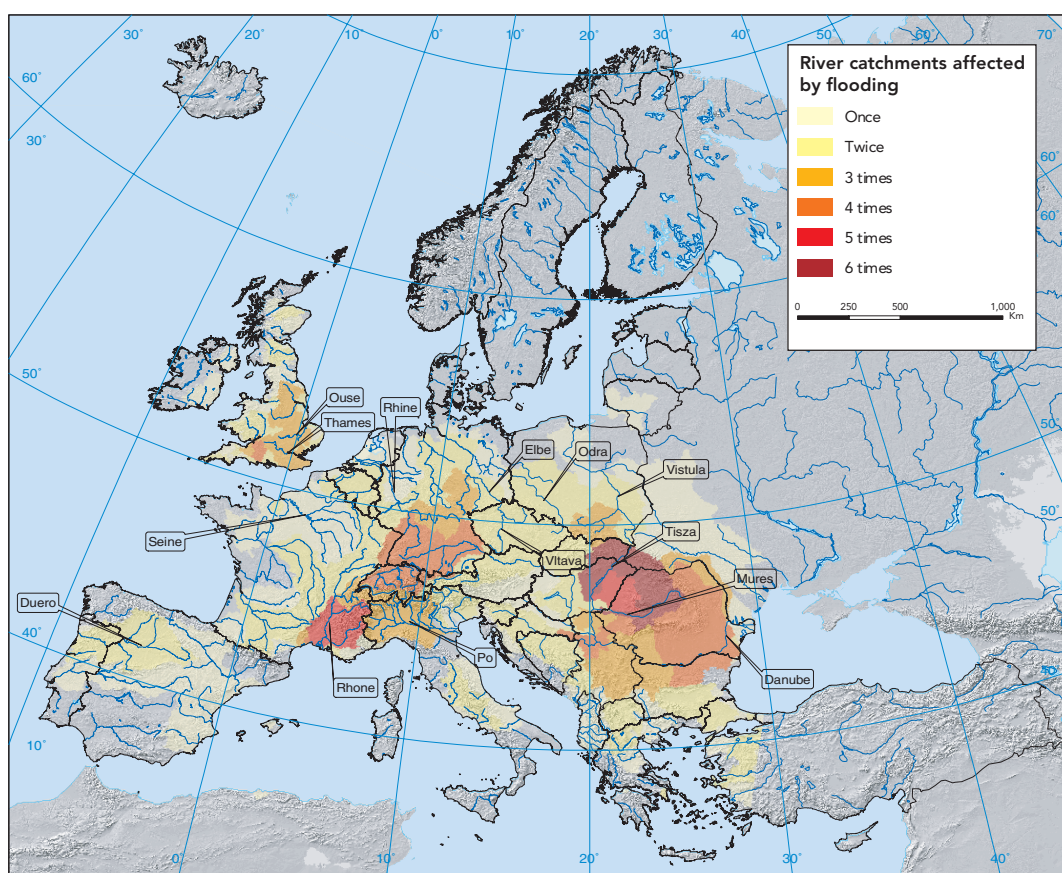 30°
20°
10°
0°
10°
20°
30°
40°
50°
60°
70°
60°
30°
50°
40°
10°
0°
10°
20°
30°
40°
60°
60°
50°
50°
40°
River catchments affected
by flooding
Once
Twice
3 times
4 times
5 times
6 times
0
250
500
1,000
Km
Ouse
Thames
Rhine
Elbe
Odra
Vistula
Seine
Tisza
Vltava
Mures
Duero
Po
Rhone
Danube